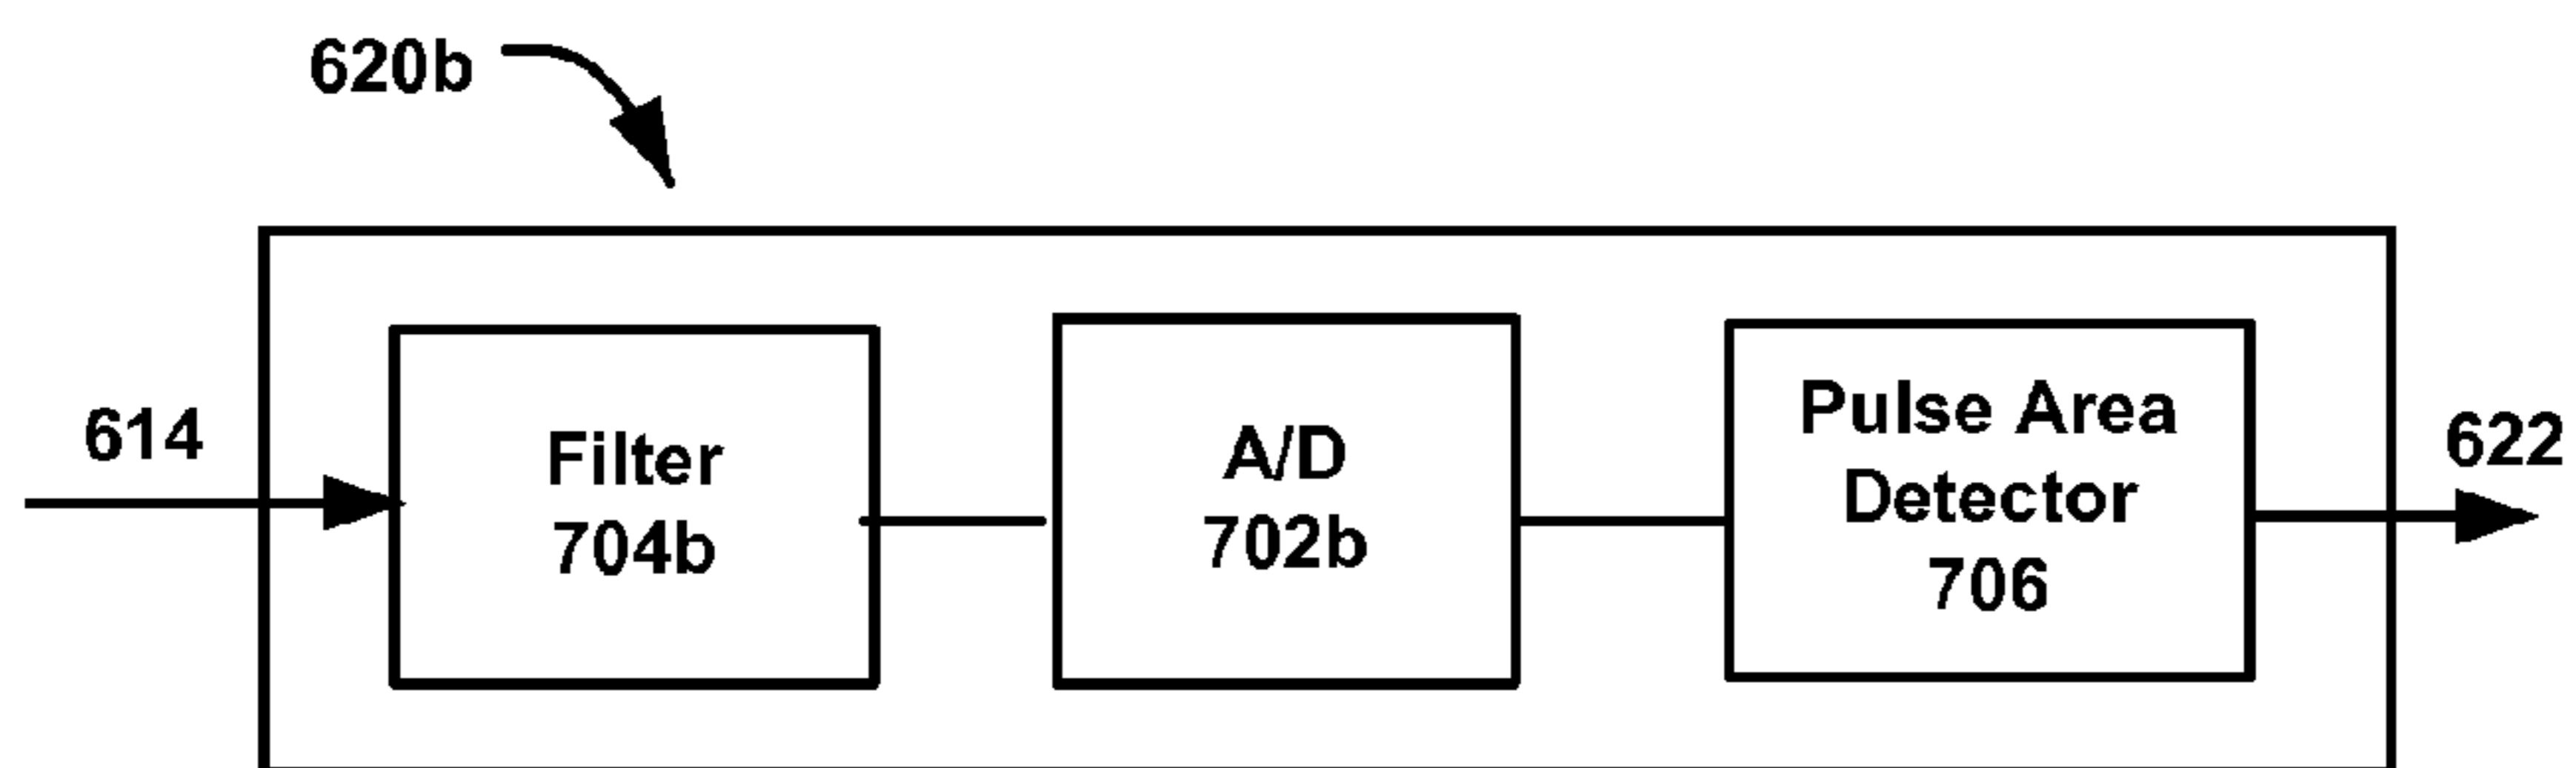 620b
614
Filter
704b
A/D
702b
Pulse Area
Detector
706
622